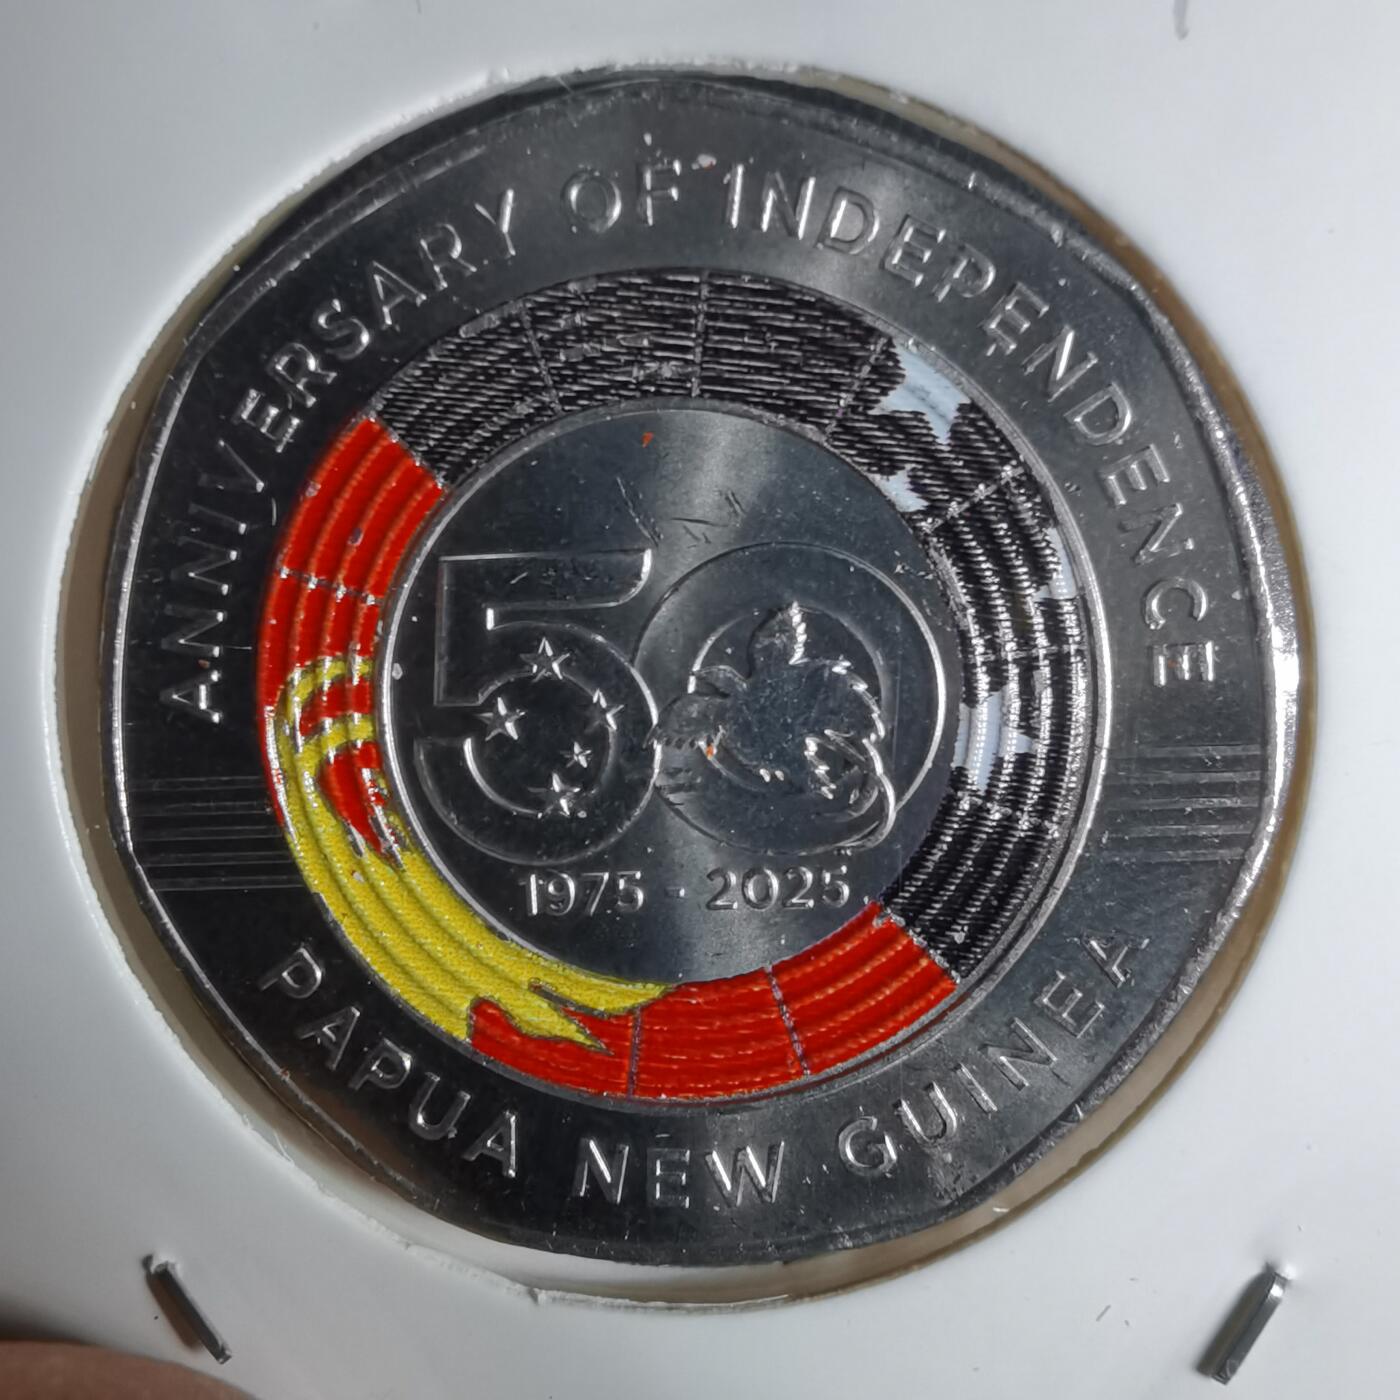 ANNIVERSARY OF INDEPENDENCE
50
1975 - 2025
PAPUA NEW GUINEA